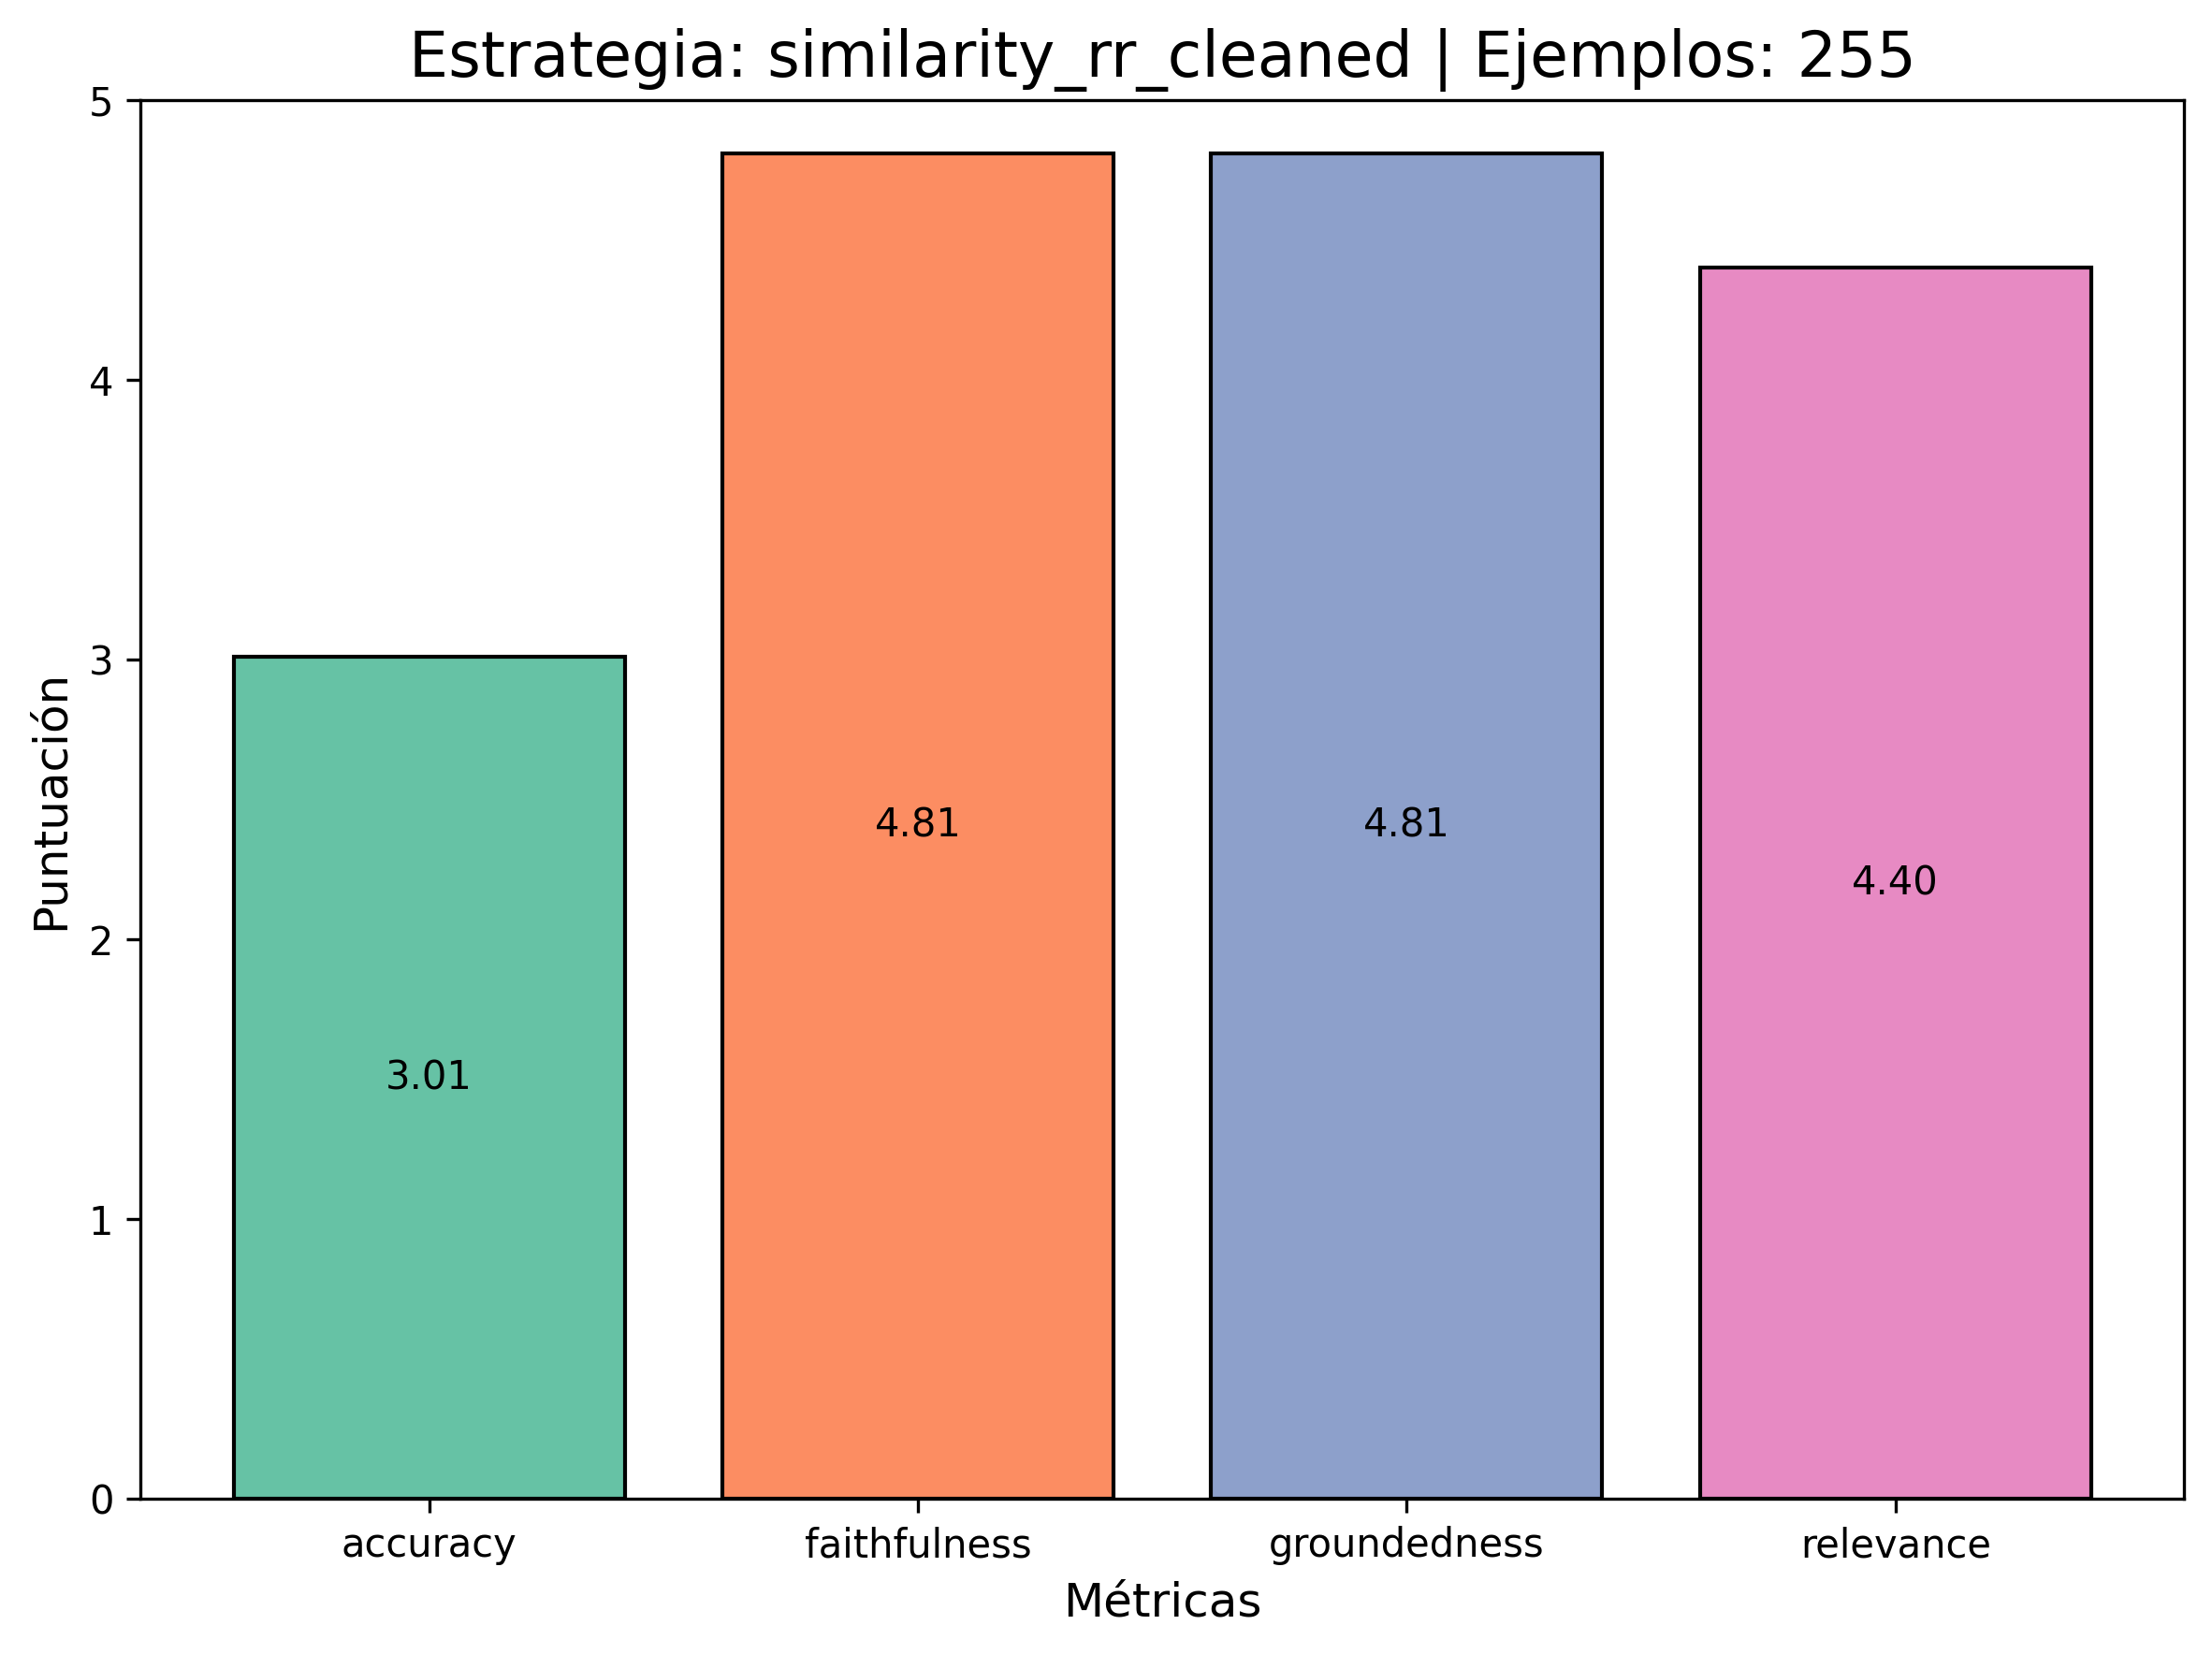 Estrategia: similarity_rr_cleaned | Ejemplos: 255
5
4
3
2
1
0
Puntuación
3.01
4.81
4.81
4.40
accuracy
faithfulness
groundedness
relevance
Métricas